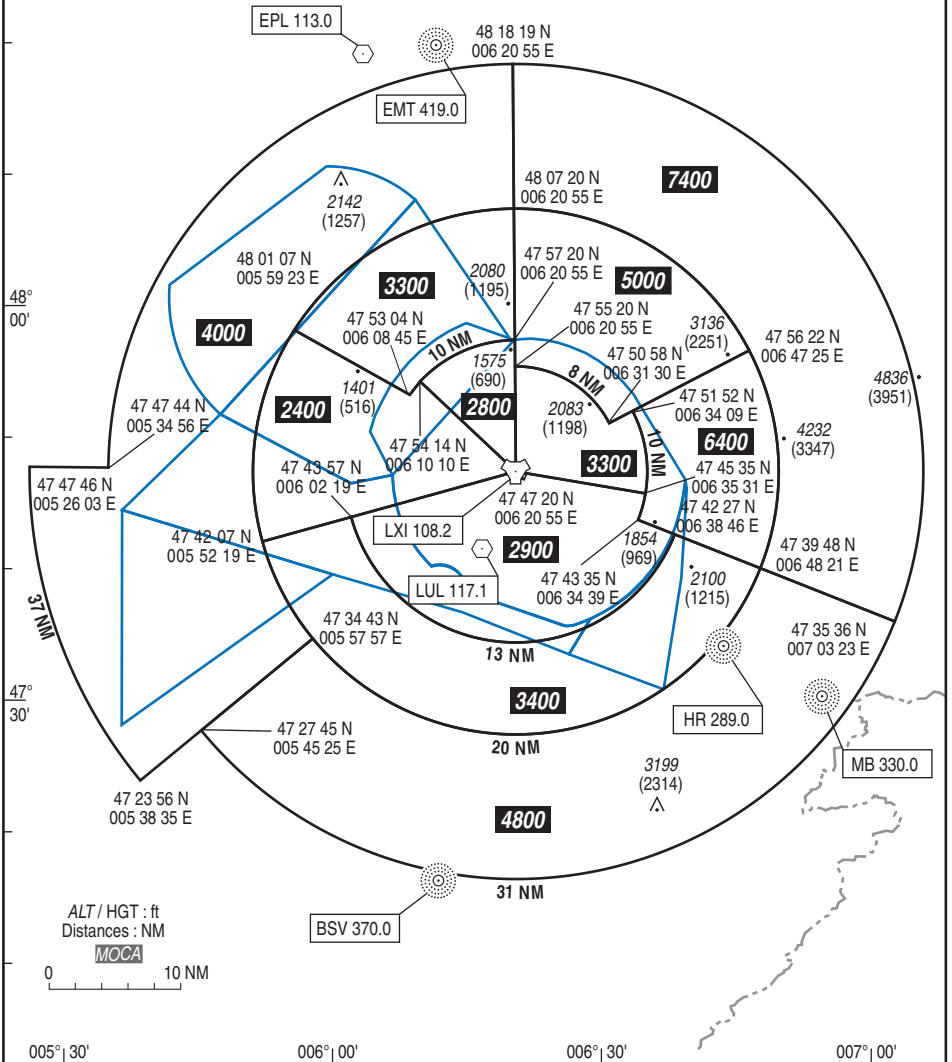 EPL 113.0
48 18 19 N
006 20 55 E
EMT 419.0
7400
48 07 20 N
006 20 55 E
2142
(1257)
48 01 07 N
005 59 23 E
3300
2080
(1195)
47 57 20 N
006 20 55 E
5000
48°
00'
4000
47 53 04 N
006 08 45 E
10 NM
47 55 20 N
006 20 55 E
3136
(2251)
47 56 22 N
006 47 25 E
1575
(690)
8 NM
47 50 58 N
006 31 30 E
4836
(3951)
1401
(516)
2400
2800
2083
(1198)
47 51 52 N
006 34 09 E
47 47 44 N
005 34 56 E
10 NM
6400
4232
(3347)
47 54 14 N
006 10 10 E
3300
47 45 35 N
006 35 31 E
47 43 57 N
006 02 19 E
47 47 46 N
005 26 03 E
47 47 20 N
006 20 55 E
47 42 27 N
006 38 46 E
LXI 108.2
47 42 07 N
005 52 19 E
2900
1854
(969)
47 39 48 N
006 48 21 E
LUL 117.1
47 43 35 N
006 34 39 E
2100
(1215)
37 NM
47 34 43 N
005 57 57 E
13 NM
47 35 36 N
007 03 23 E
47°
30'
3400
HR 289.0
47 27 45 N
005 45 25 E
20 NM
MB 330.0
3199
(2314)
47 23 56 N
005 38 35 E
4800
31 NM
BSV 370.0
ALT / HGT : ft
Distances : NM
MOCA
0 10 NM
005° 30' 006° 00' 006° 30' 007° 00'